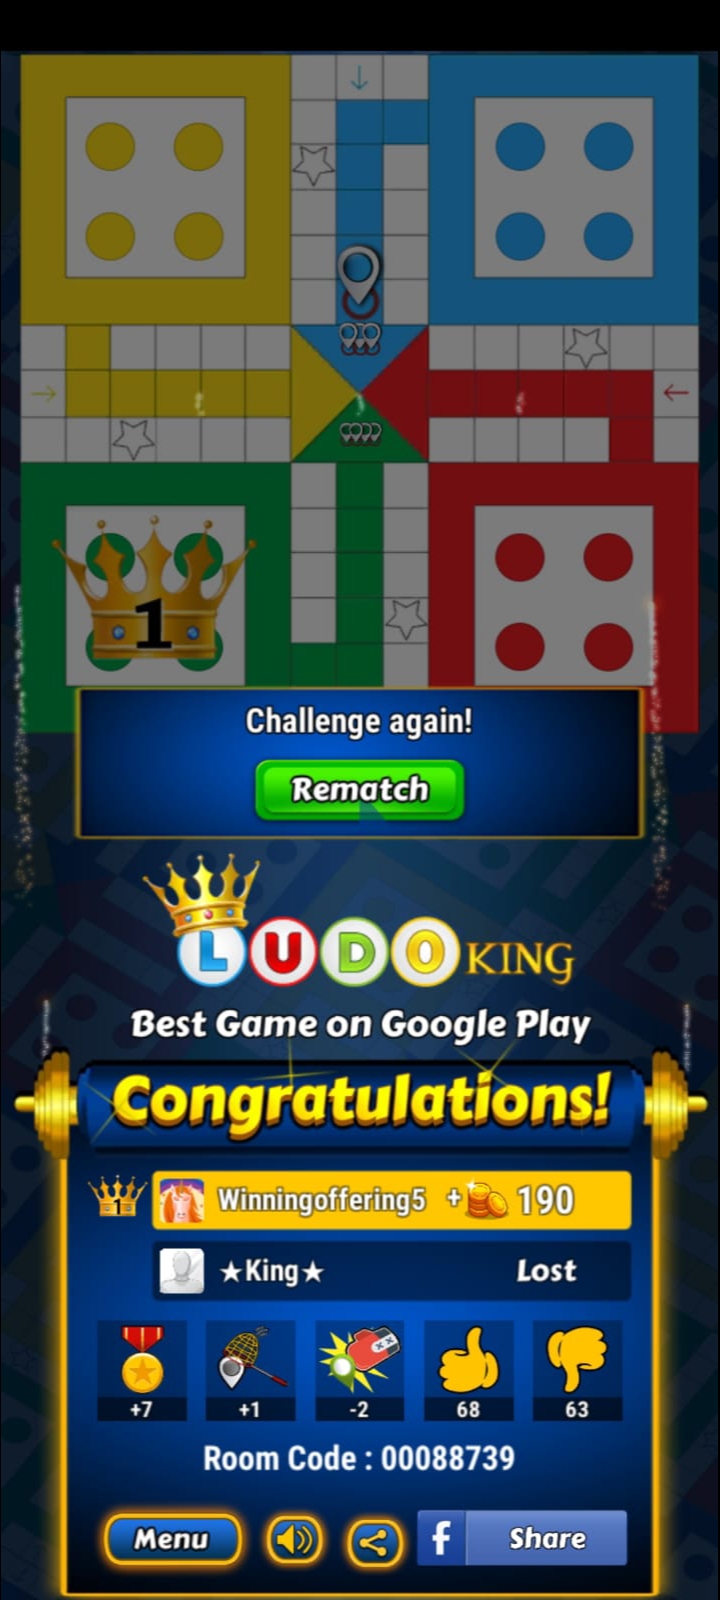 1
Challenge again!
Rematch
LUDO KING
Best Game on Google Play
Congratulations!
1 Winningoffering5 + 190
★King★ Lost
+7 +1 -2 68 63
Room Code : 00088739
Menu f Share